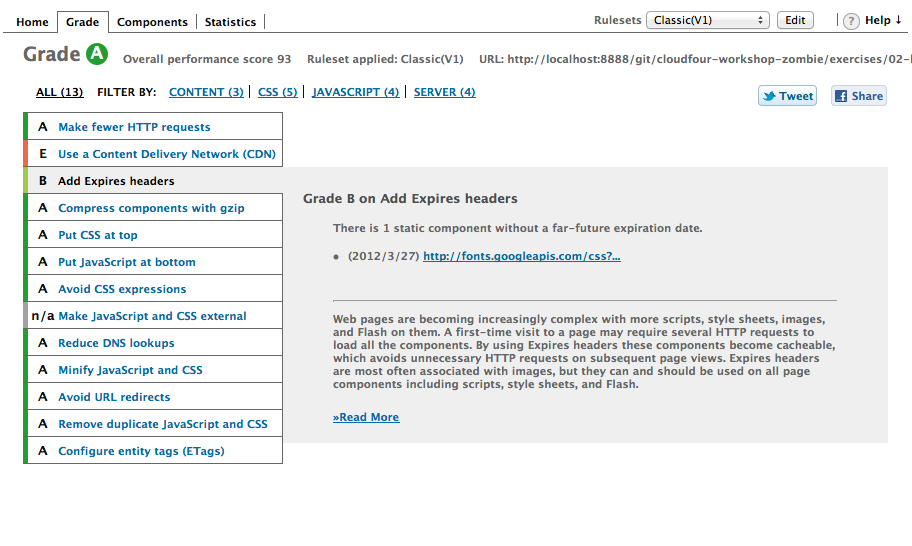 Home Grade Components Statistics Rulesets Classic(V1) Edit ? Help ↓
Grade A Overall performance score 93 Ruleset applied: Classic(V1) URL: http://localhost:8888/git/cloudfour-workshop-zombie/exercises/02-
ALL (13) FILTER BY: CONTENT (3) CSS (5) JAVASCRIPT (4) SERVER (4) Tweet Share
A Make fewer HTTP requests
E Use a Content Delivery Network (CDN)
B Add Expires headers
A Compress components with gzip
A Put CSS at top
A Put JavaScript at bottom
A Avoid CSS expressions
n/a Make JavaScript and CSS external
A Reduce DNS lookups
A Minify JavaScript and CSS
A Avoid URL redirects
A Remove duplicate JavaScript and CSS
A Configure entity tags (ETags)
Grade B on Add Expires headers
There is 1 static component without a far-future expiration date.
• (2012/3/27) http://fonts.googleapis.com/css?...
Web pages are becoming increasingly complex with more scripts, style sheets, images,
and Flash on them. A first-time visit to a page may require several HTTP requests to
load all the components. By using Expires headers these components become cacheable,
which avoids unnecessary HTTP requests on subsequent page views. Expires headers
are most often associated with images, but they can and should be used on all page
components including scripts, style sheets, and Flash.
»Read More